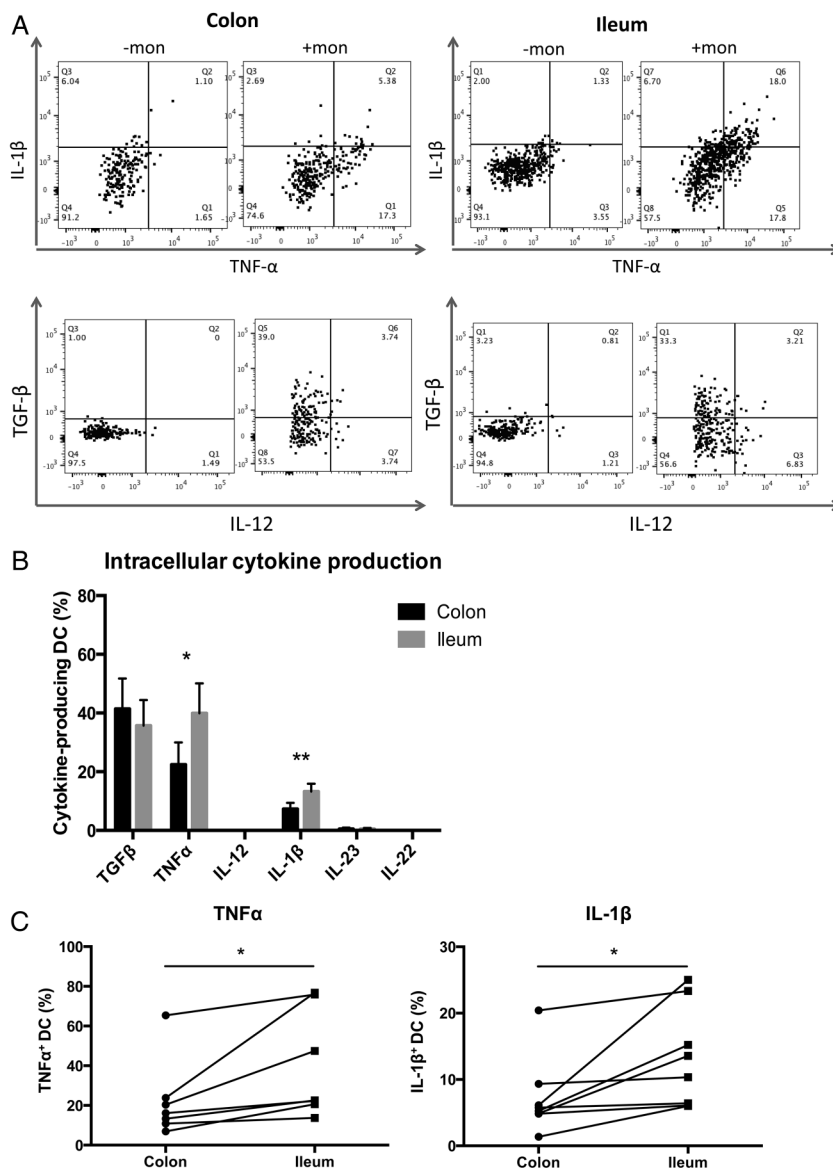 A
Colon
Ileum
-mon
+mon
-mon
+mon
Q3
6.04
Q2
1.10
Q4
91.2
Q1
1.65
Q3
2.69
Q2
5.38
Q4
74.6
Q1
17.3
Q1
2.00
Q2
1.33
Q4
93.1
Q3
3.55
Q7
6.70
Q6
18.0
Q8
57.5
Q5
17.8
IL-1β
IL-1β
TNF-α
TNF-α
Q3
1.00
Q2
0
Q4
97.5
Q1
1.49
Q5
39.0
Q6
3.74
Q8
53.5
Q7
3.74
Q1
3.23
Q2
0.81
Q4
94.8
Q3
1.21
Q1
33.3
Q2
3.21
Q4
56.6
Q3
6.83
TGF-β
TGF-β
IL-12
IL-12
B
Intracellular cytokine production
Cytokine-producing DC (%)
80
60
40
20
0
*
**
Colon
Ileum
TGFβ
TNFα
IL-12
IL-1β
IL-23
IL-22
C
TNFα
TNFα+ DC (%)
100
80
60
40
20
0
*
Colon
Ileum
IL-1β
IL-1β+ DC (%)
30
20
10
0
*
Colon
Ileum